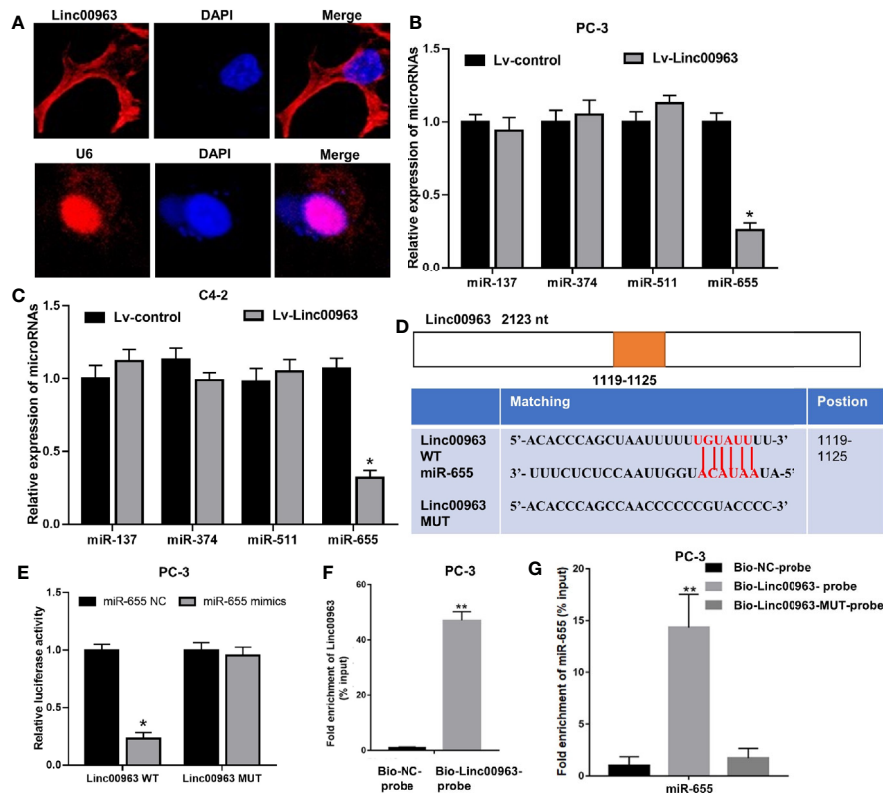 A
Linc00963 DAPI Merge
U6 DAPI Merge
B
PC-3
Lv-control Lv-Linc00963
Relative expression of microRNAs
1.5
1.0
0.5
0.0
*
miR-137 miR-374 miR-511 miR-655
C
C4-2
Lv-control Lv-Linc00963
Relative expression of microRNAs
1.5
1.0
0.5
0.0
*
miR-137 miR-374 miR-511 miR-655
D
Linc00963 2123 nt
1119-1125
Matching Postion
Linc00963 WT 5'-ACACCCAGCUAAUUUUUUGUAUUUU-3' 1119-1125
miR-655 3'- UUUCUCUCCAAUUGGUACAUAAUA-5'
Linc00963 MUT 5'-ACACCCAGCCAACCCCCCGUACCCC-3'
E
PC-3
miR-655 NC miR-655 mimics
Relative luciferase activity
1.5
1.0
0.5
0.0
*
Linc00963 WT Linc00963 MUT
F
PC-3
Fold enrichment of Linc00963 (% input)
60
40
20
0
**
Bio-NC-probe Bio-Linc00963-probe
G
PC-3
Bio-NC-probe
Bio-Linc00963- probe
Bio-Linc00963-MUT-probe
Fold enrichment of miR-655 (% input)
20
15
10
5
0
**
miR-655